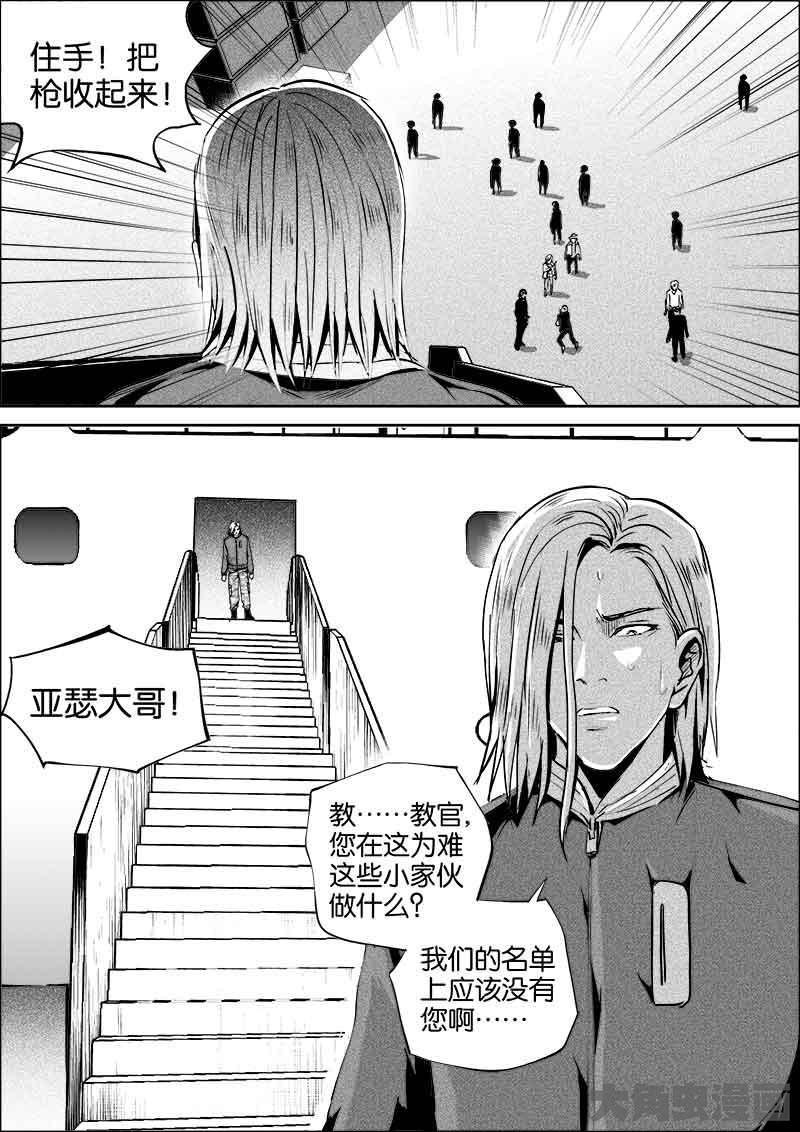 住手！把
枪收起来！
亚瑟大哥！
教……教官,
您在这为难
这些小家伙
做什么？
我们的名单
上应该没有
您啊……
大角虫漫画